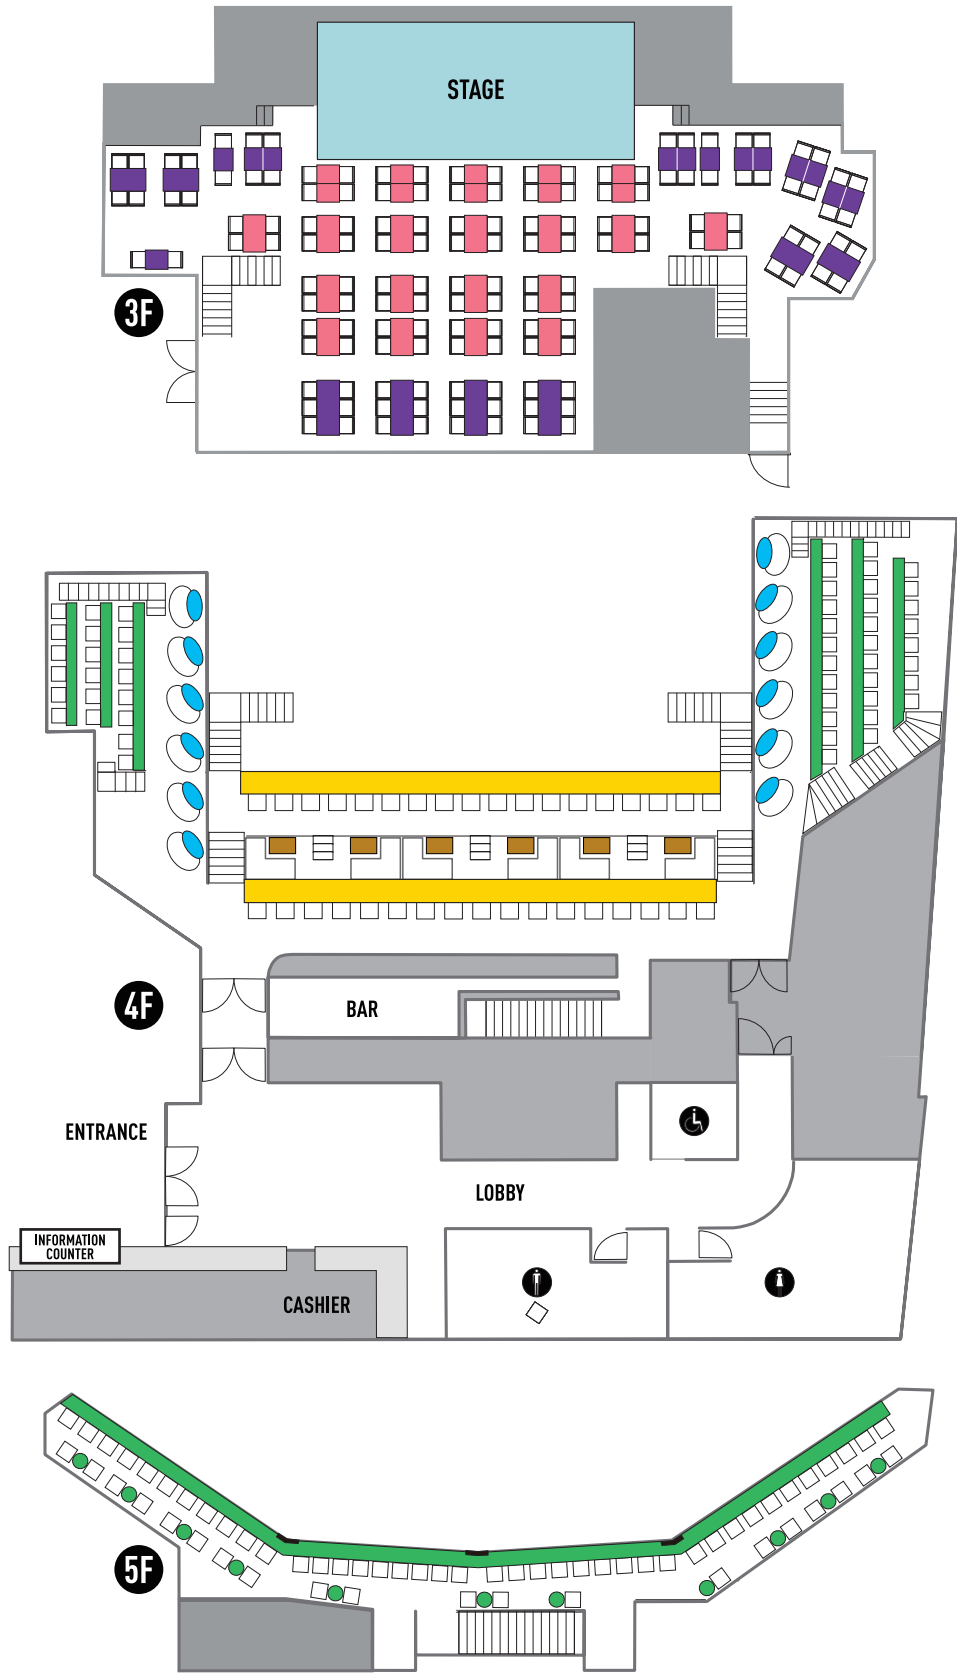 STAGE
3F
4F
BAR
ENTRANCE
LOBBY
INFORMATION
COUNTER
CASHIER
5F